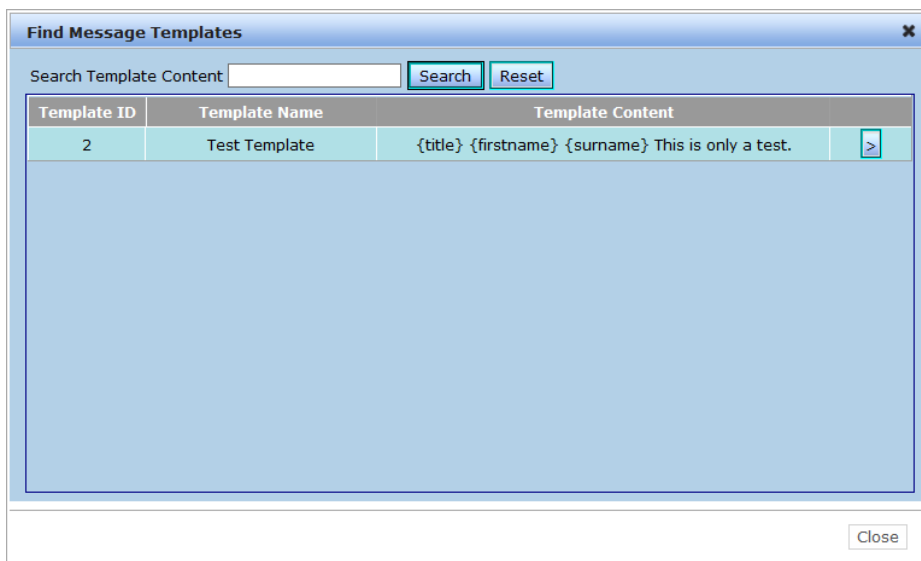 Find Message Templates ✖
Search Template Content Search Reset
Template ID Template Name Template Content
2 Test Template {title} {firstname} {surname} This is only a test. >
Close